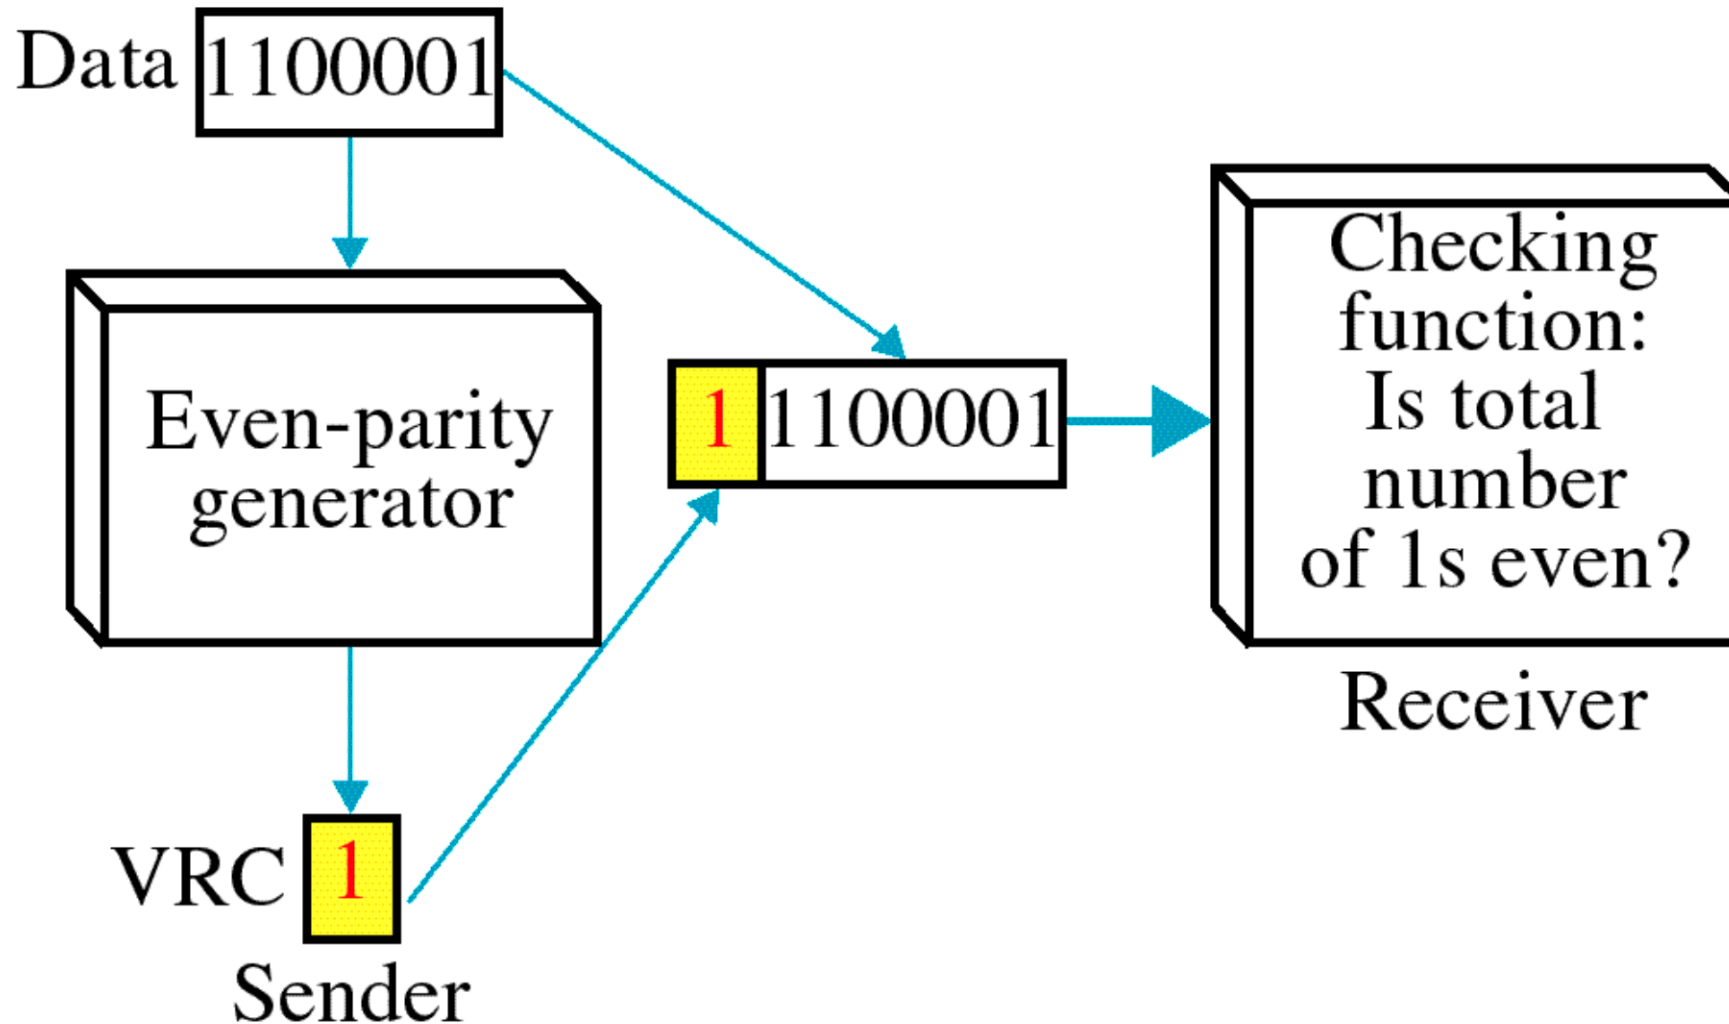 Data 1100001
Even-parity
generator
VRC 1
Sender
1 1100001
Checking
function:
Is total
number
of 1s even?
Receiver